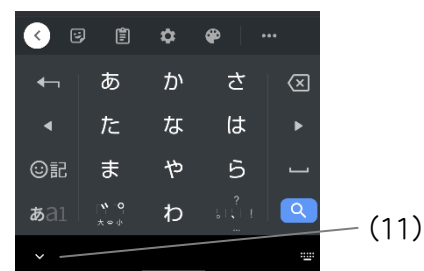 あ か さ
た な は
☺記 ま や ら
あa1 大⇔小 わ 、。?!…
(11)